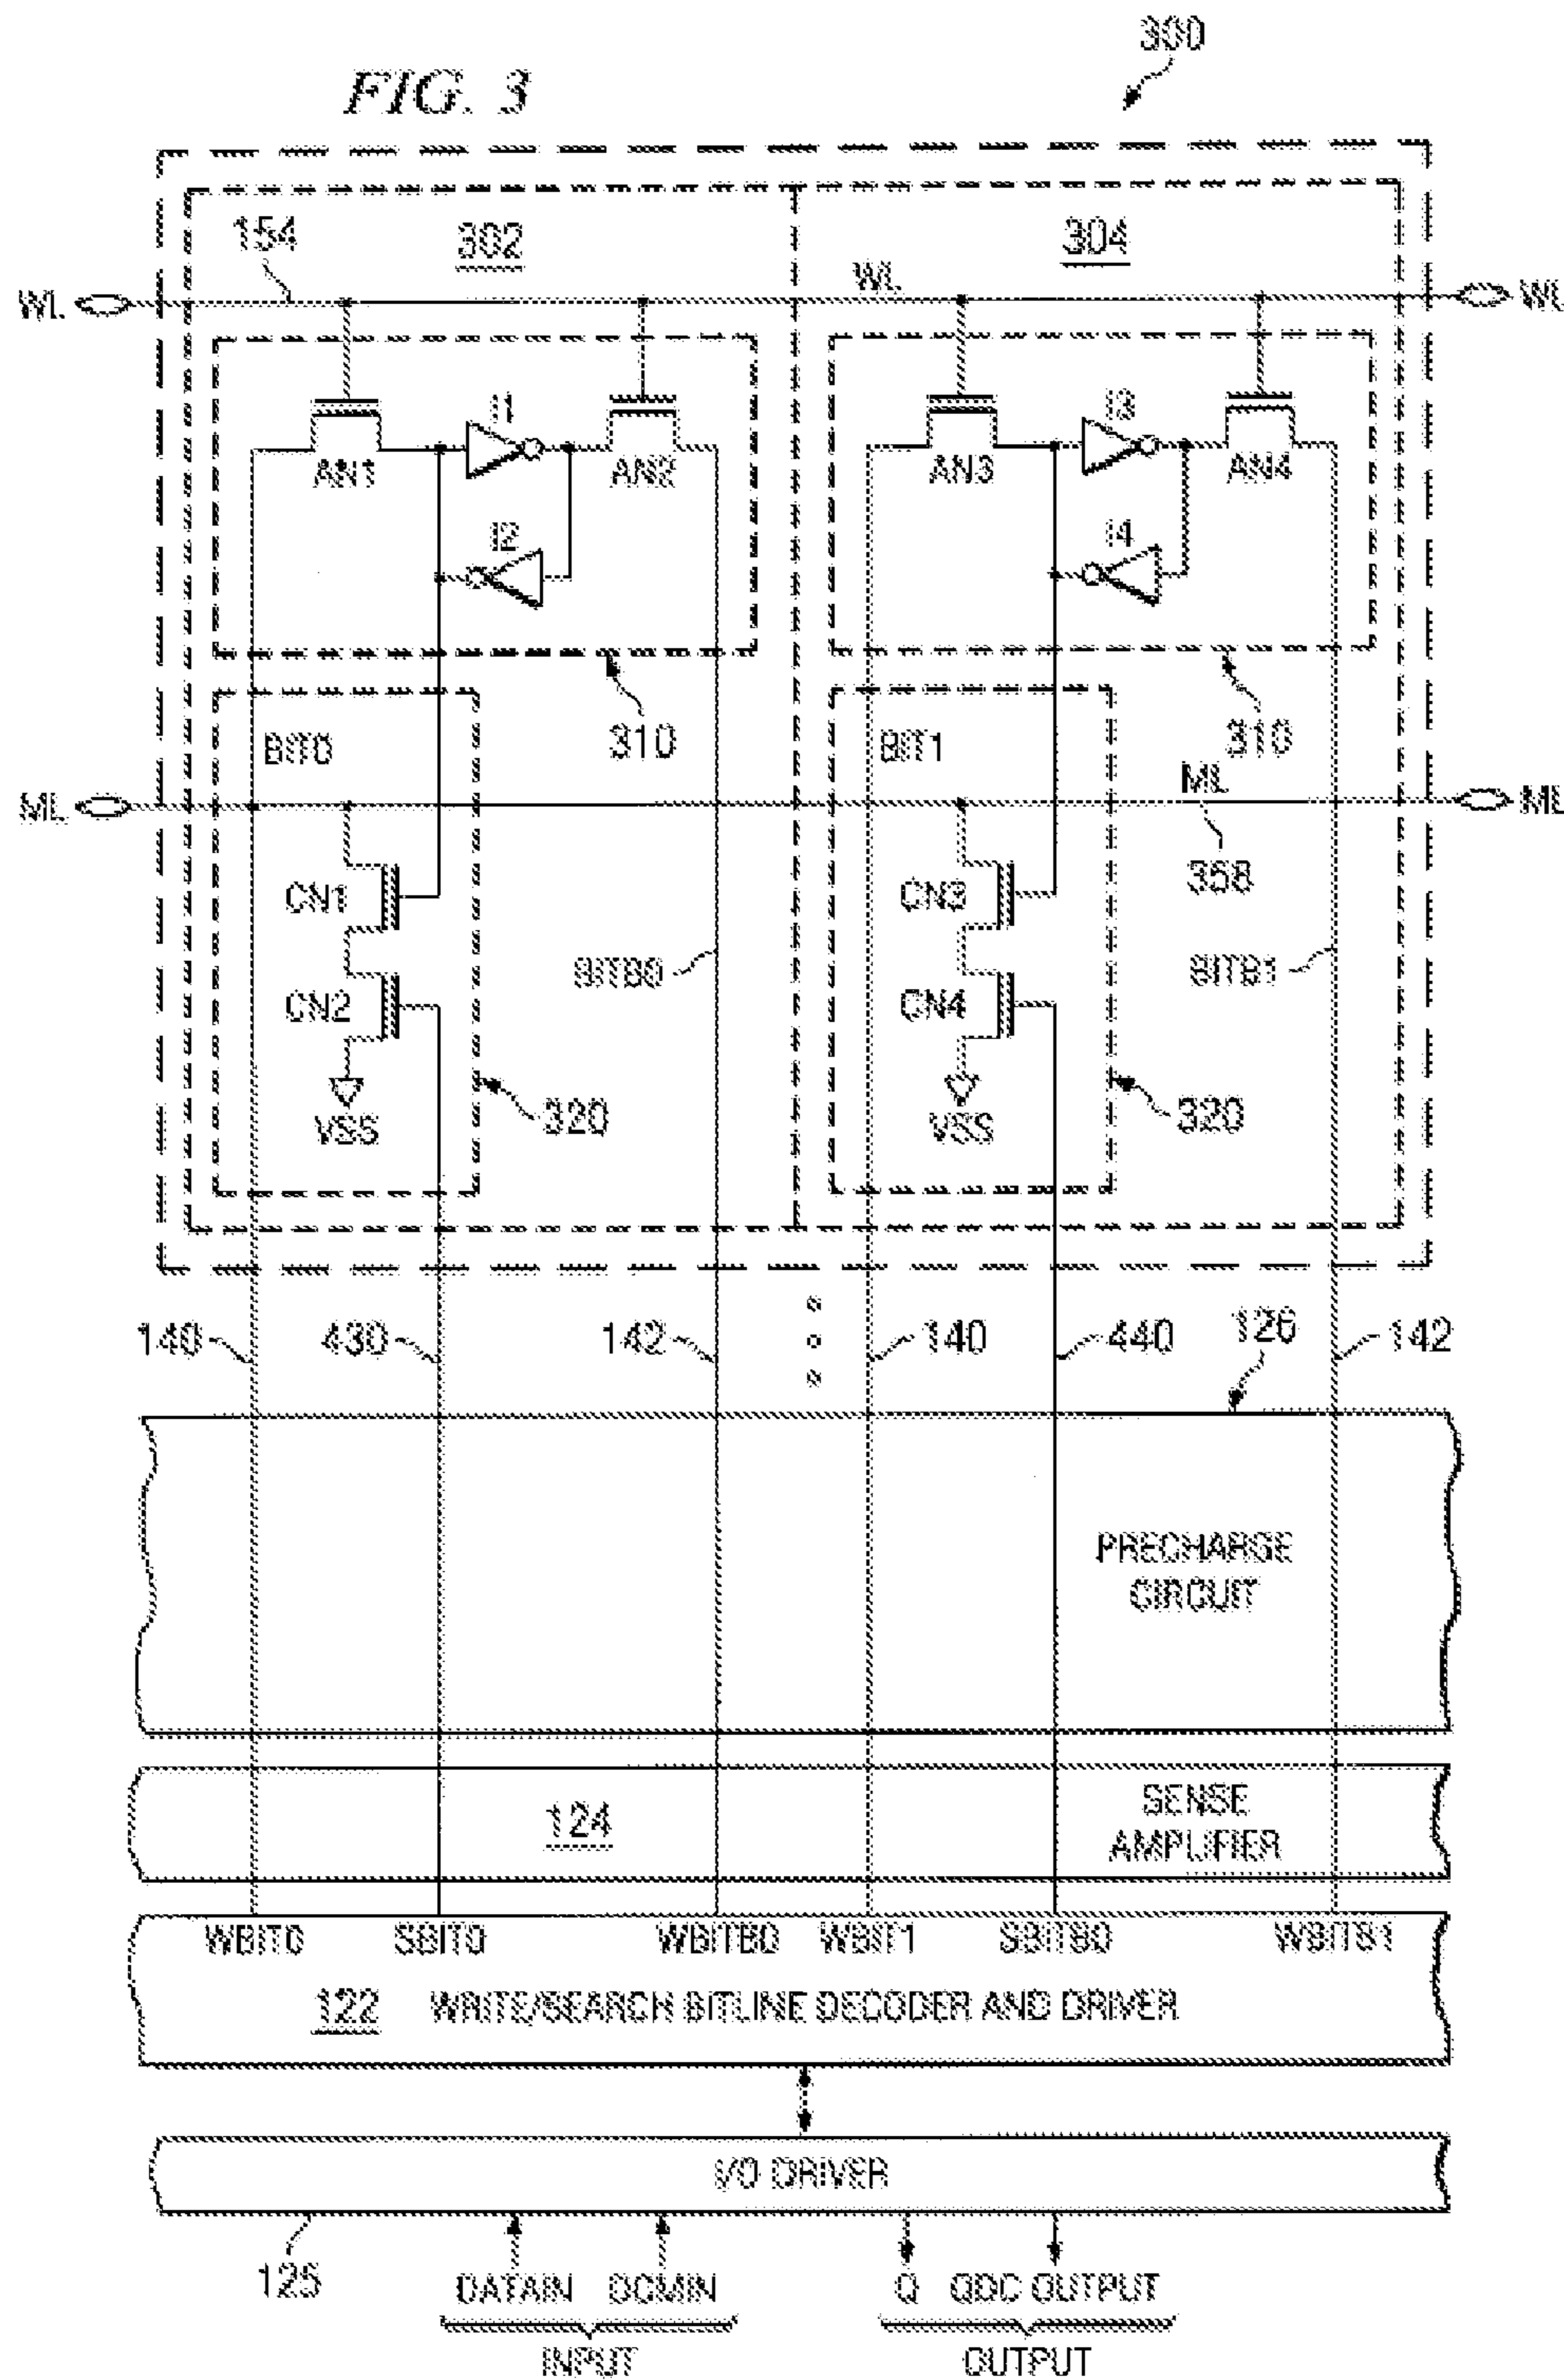 FIG. 3
300
154
302
304
WL
WL
WL
I1
I3
AN1
AN2
AN3
AN4
I2
I4
310
310
BIT0
BIT1
ML
ML
ML
358
CN1
CN3
BITB0
BITB1
CN2
CN4
VSS
320
VSS
320
140
430
142
140
440
126
142
PRECHARGE
CIRCUIT
124
SENSE
AMPLIFIER
WBIT0
SBIT0
WBITB0
WBIT1
SBITB0
WBITB1
122 WRITE/SEARCH BITLINE DECODER AND DRIVER
I/O DRIVER
125
DATAIN DCMIN
Q QDC OUTPUT
INPUT
OUTPUT